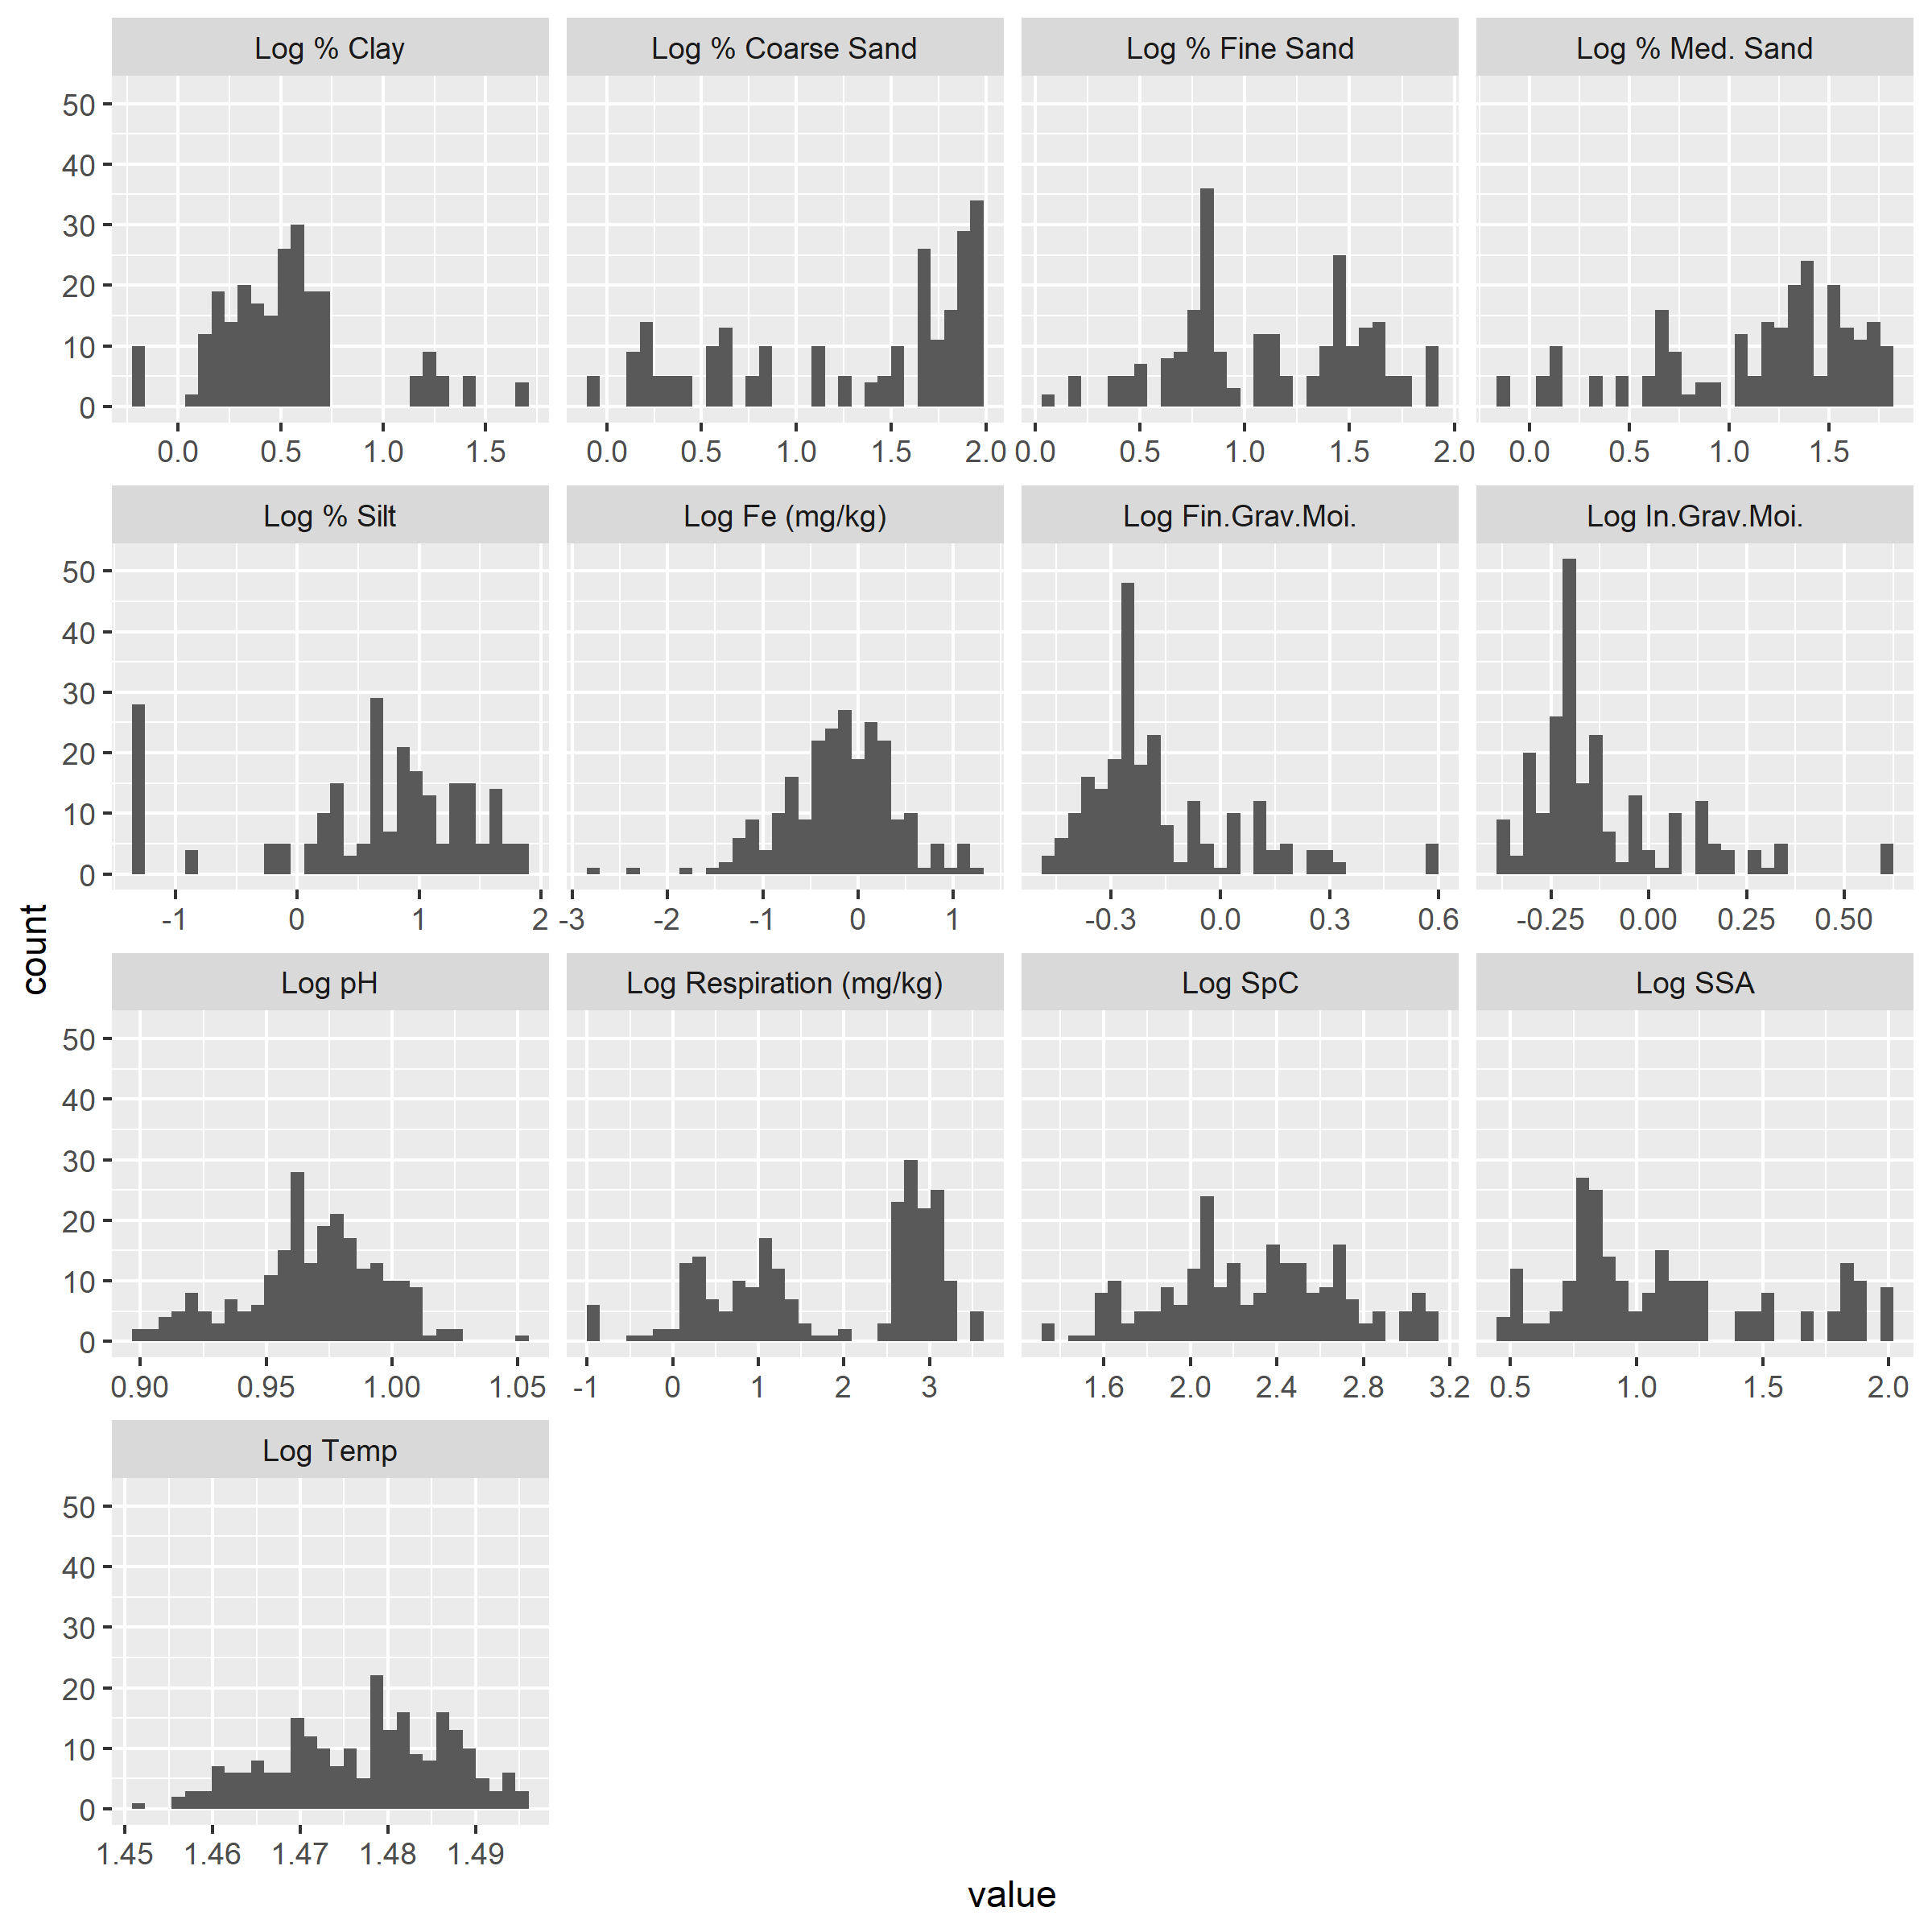 Log % Clay Log % Coarse Sand Log % Fine Sand Log % Med. Sand
50
40
30
20
10
0
0.0 0.5 1.0 1.5 0.0 0.5 1.0 1.5 2.0 0.0 0.5 1.0 1.5 2.0 0.0 0.5 1.0 1.5
Log % Silt Log Fe (mg/kg) Log Fin.Grav.Moi. Log In.Grav.Moi.
50
40
30
20
10
0
-1 0 1 2 -3 -2 -1 0 1 -0.3 0.0 0.3 0.6 -0.25 0.00 0.25 0.50
count
Log pH Log Respiration (mg/kg) Log SpC Log SSA
50
40
30
20
10
0
0.90 0.95 1.00 1.05 -1 0 1 2 3 1.6 2.0 2.4 2.8 3.2 0.5 1.0 1.5 2.0
Log Temp
50
40
30
20
10
0
1.45 1.46 1.47 1.48 1.49
value